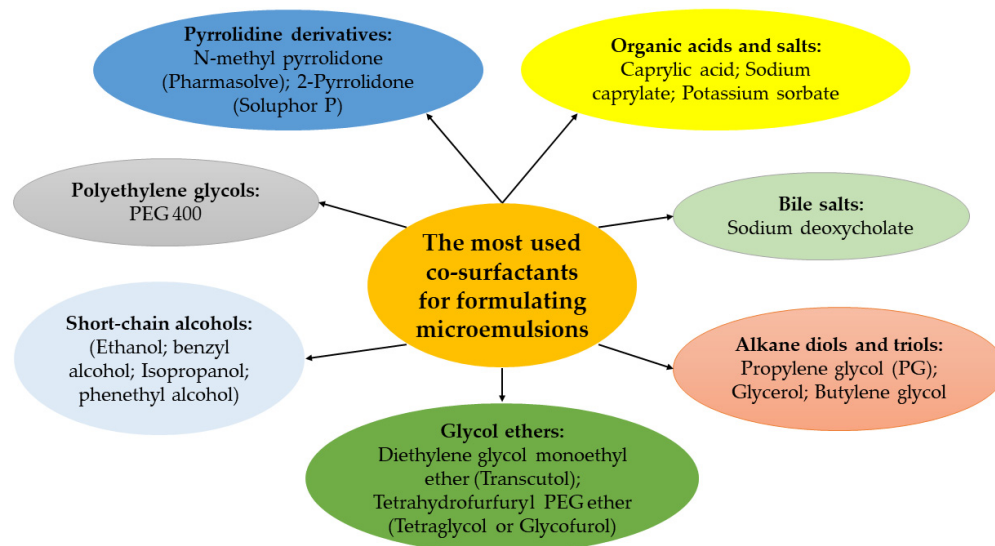 Pyrrolidine derivatives:
N-methyl pyrrolidone
(Pharmasolve); 2-Pyrrolidone
(Soluphor P)
Organic acids and salts:
Caprylic acid; Sodium
caprylate; Potassium sorbate
Polyethylene glycols:
PEG 400
Bile salts:
Sodium deoxycholate
The most used
co-surfactants
for formulating
microemulsions
Short-chain alcohols:
(Ethanol; benzyl
alcohol; Isopropanol;
phenethyl alcohol)
Alkane diols and triols:
Propylene glycol (PG);
Glycerol; Butylene glycol
Glycol ethers:
Diethylene glycol monoethyl
ether (Transcutol);
Tetrahydrofurfuryl PEG ether
(Tetraglycol or Glycofurol)